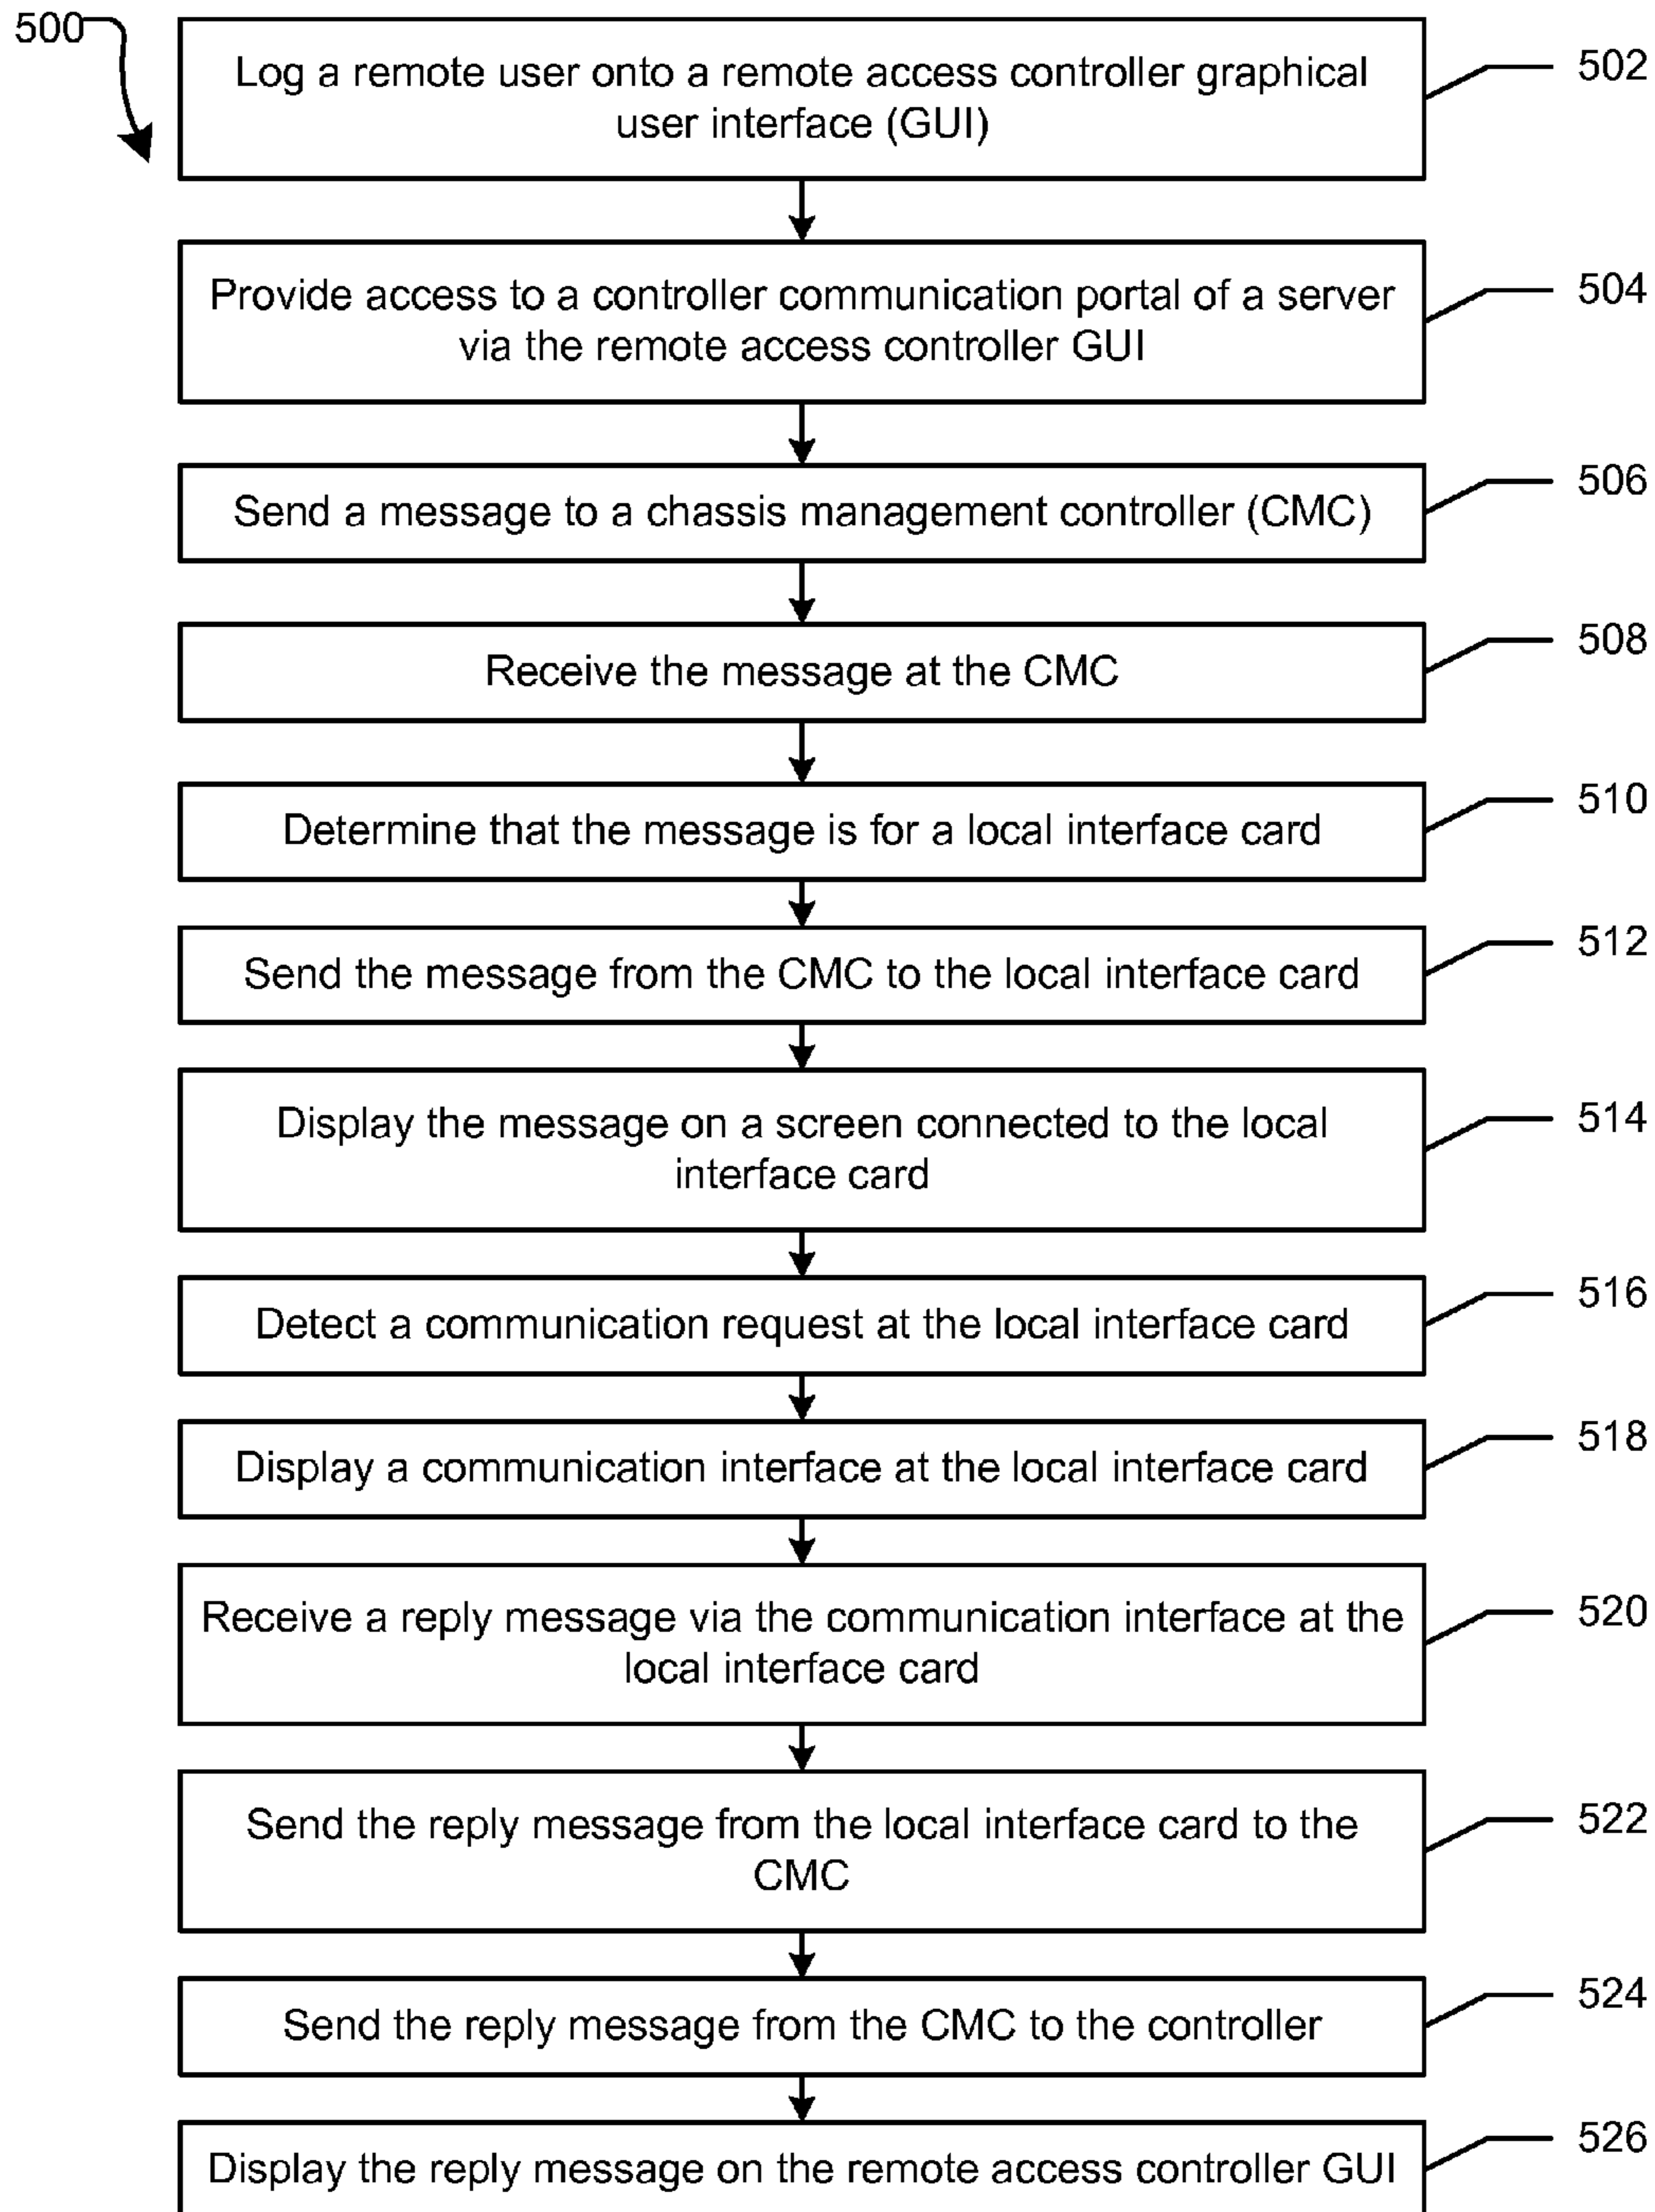 500
Log a remote user onto a remote access controller graphical
user interface (GUI)
502
Provide access to a controller communication portal of a server
via the remote access controller GUI
504
Send a message to a chassis management controller (CMC)
506
Receive the message at the CMC
508
Determine that the message is for a local interface card
510
Send the message from the CMC to the local interface card
512
Display the message on a screen connected to the local
interface card
514
Detect a communication request at the local interface card
516
Display a communication interface at the local interface card
518
Receive a reply message via the communication interface at the
local interface card
520
Send the reply message from the local interface card to the
CMC
522
Send the reply message from the CMC to the controller
524
Display the reply message on the remote access controller GUI
526